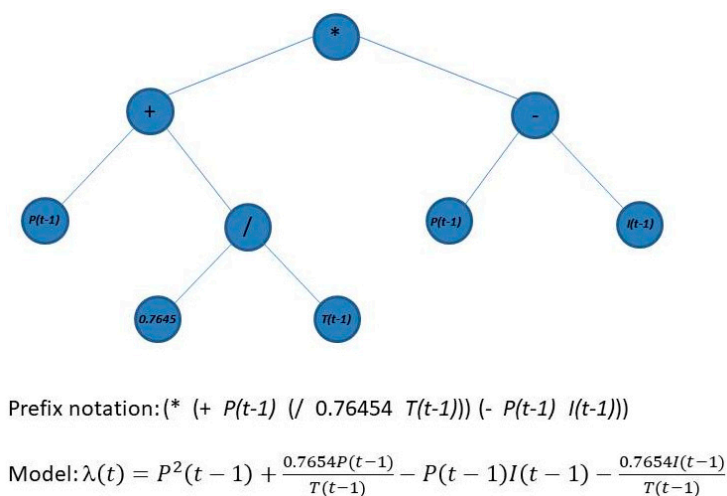 *
+
-
P(t-1)
/
P(t-1)
I(t-1)
0.7645
T(t-1)
Prefix notation: (* (+ P(t-1) (/ 0.76454 T(t-1))) (- P(t-1) I(t-1)))
Model: λ(t) = P²(t − 1) + 0.7654P(t−1)/T(t−1) − P(t − 1)I(t − 1) − 0.7654I(t−1)/T(t−1)